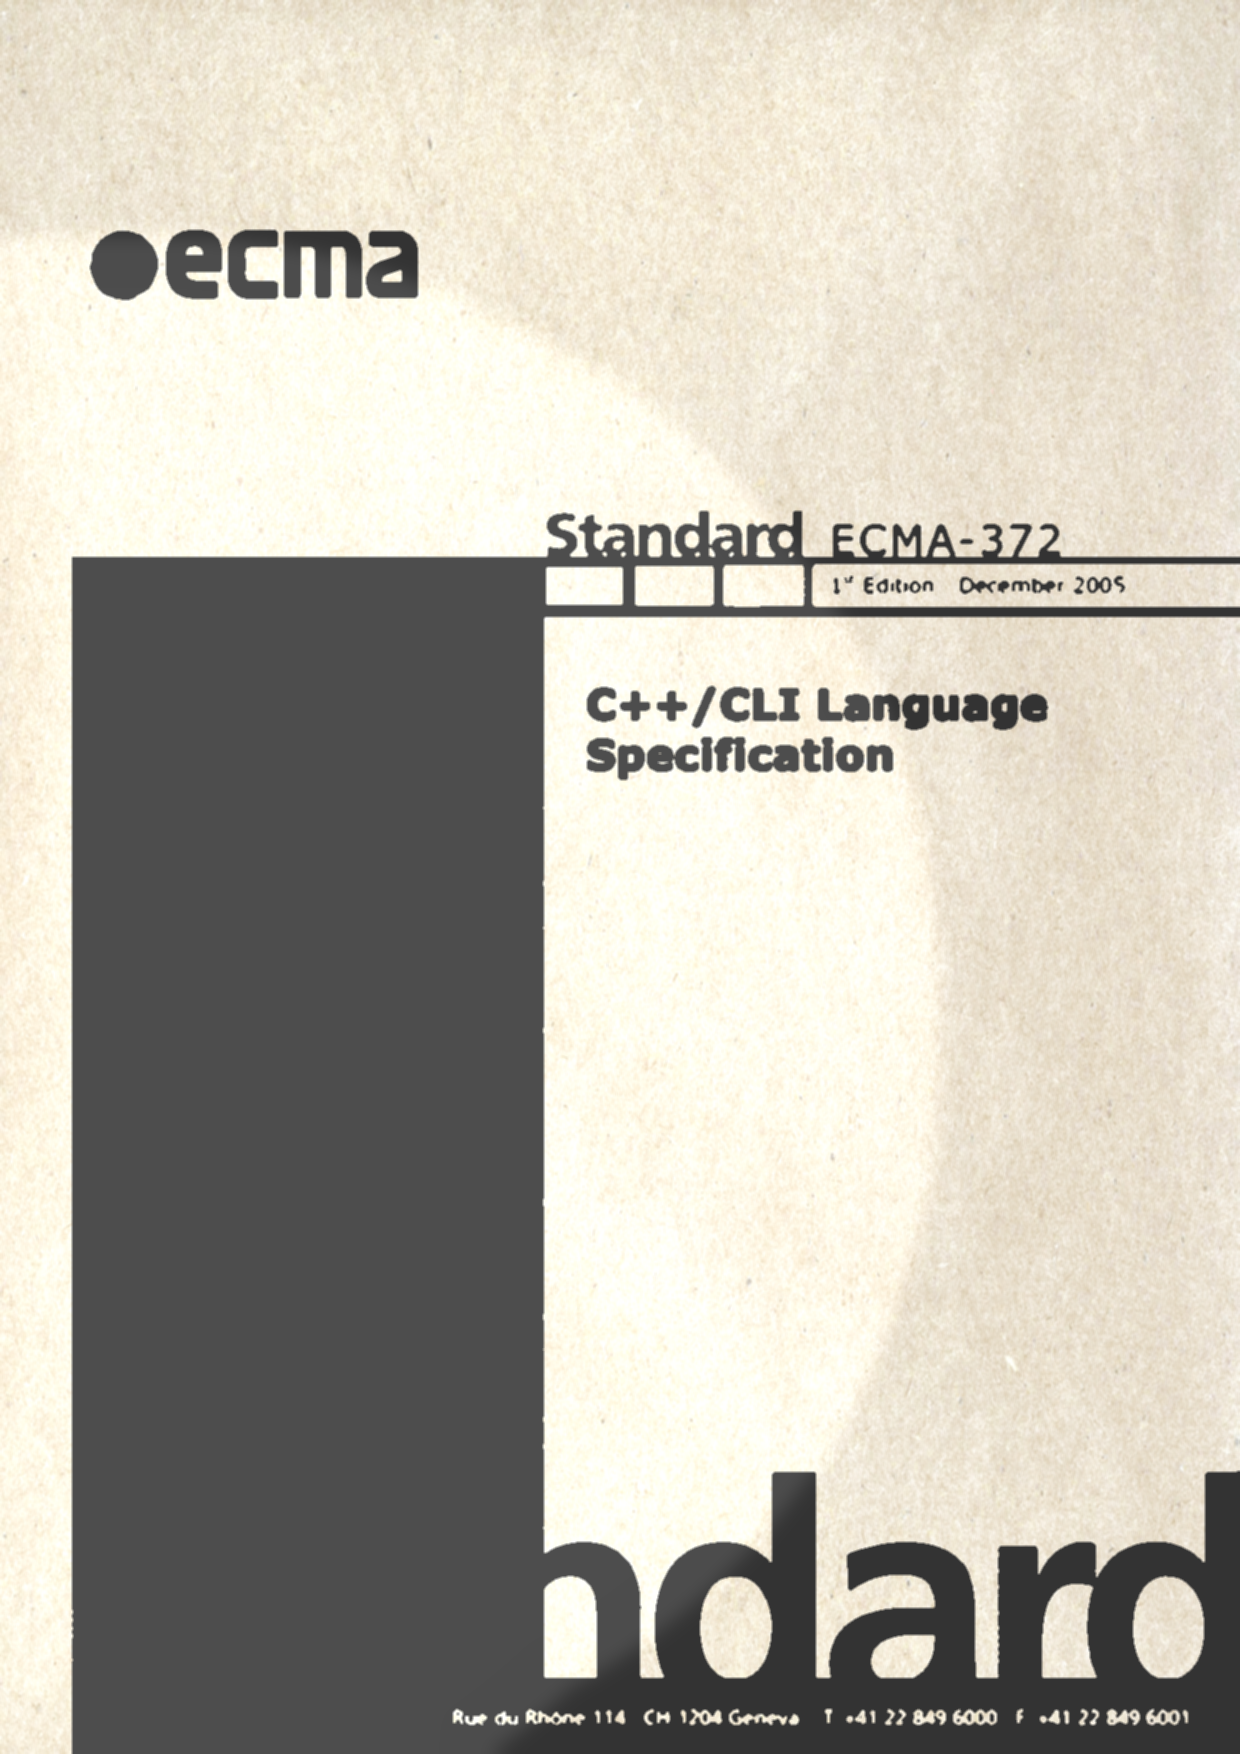 ecma
Standard ECMA-372
1st Edition December 2005
C++/CLI Language
Specification
ndard
Rue du Rhône 114 CH 1204 Geneva T +41 22 849 6000 F +41 22 849 6001